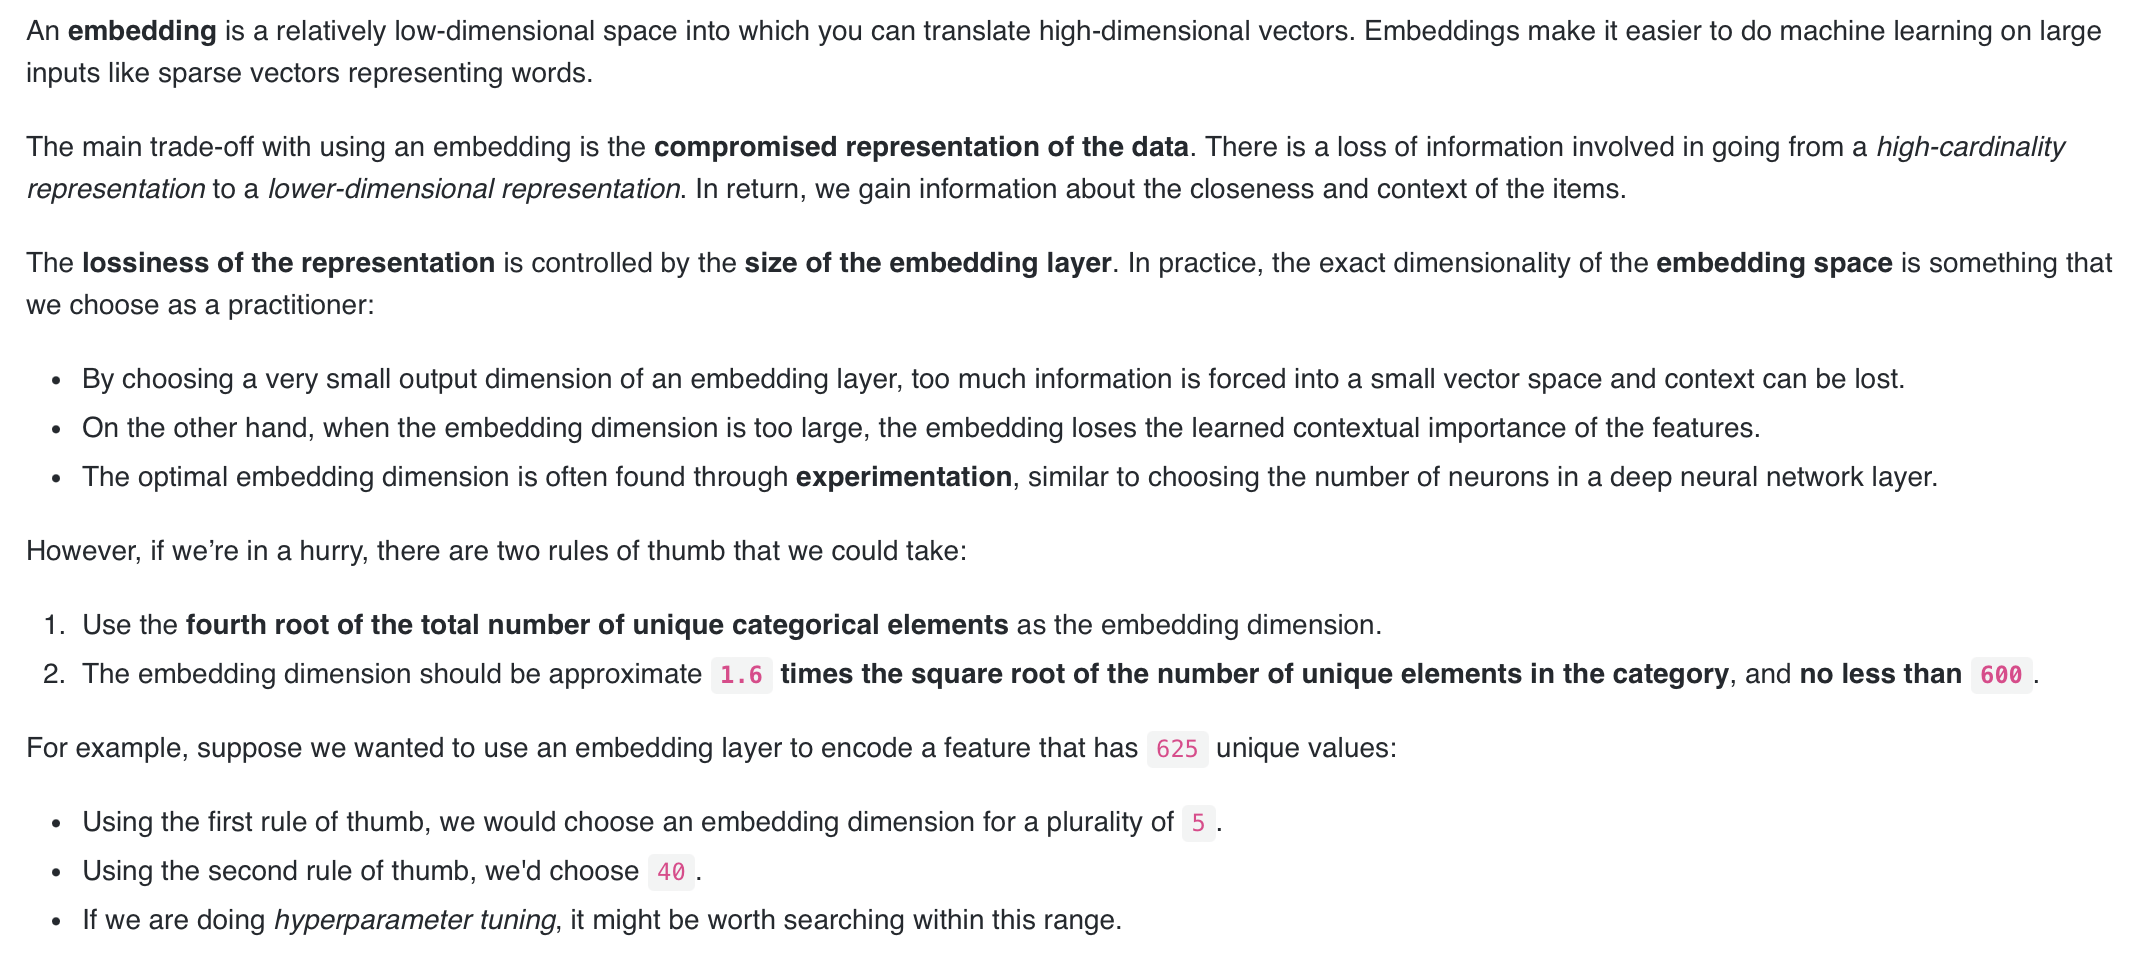 An embedding is a relatively low-dimensional space into which you can translate high-dimensional vectors. Embeddings make it easier to do machine learning on large
inputs like sparse vectors representing words.
The main trade-off with using an embedding is the compromised representation of the data. There is a loss of information involved in going from a high-cardinality
representation to a lower-dimensional representation. In return, we gain information about the closeness and context of the items.
The lossiness of the representation is controlled by the size of the embedding layer. In practice, the exact dimensionality of the embedding space is something that
we choose as a practitioner:
• By choosing a very small output dimension of an embedding layer, too much information is forced into a small vector space and context can be lost.
• On the other hand, when the embedding dimension is too large, the embedding loses the learned contextual importance of the features.
• The optimal embedding dimension is often found through experimentation, similar to choosing the number of neurons in a deep neural network layer.
However, if we’re in a hurry, there are two rules of thumb that we could take:
1. Use the fourth root of the total number of unique categorical elements as the embedding dimension.
2. The embedding dimension should be approximate 1.6 times the square root of the number of unique elements in the category, and no less than 600.
For example, suppose we wanted to use an embedding layer to encode a feature that has 625 unique values:
• Using the first rule of thumb, we would choose an embedding dimension for a plurality of 5.
• Using the second rule of thumb, we'd choose 40.
• If we are doing hyperparameter tuning, it might be worth searching within this range.